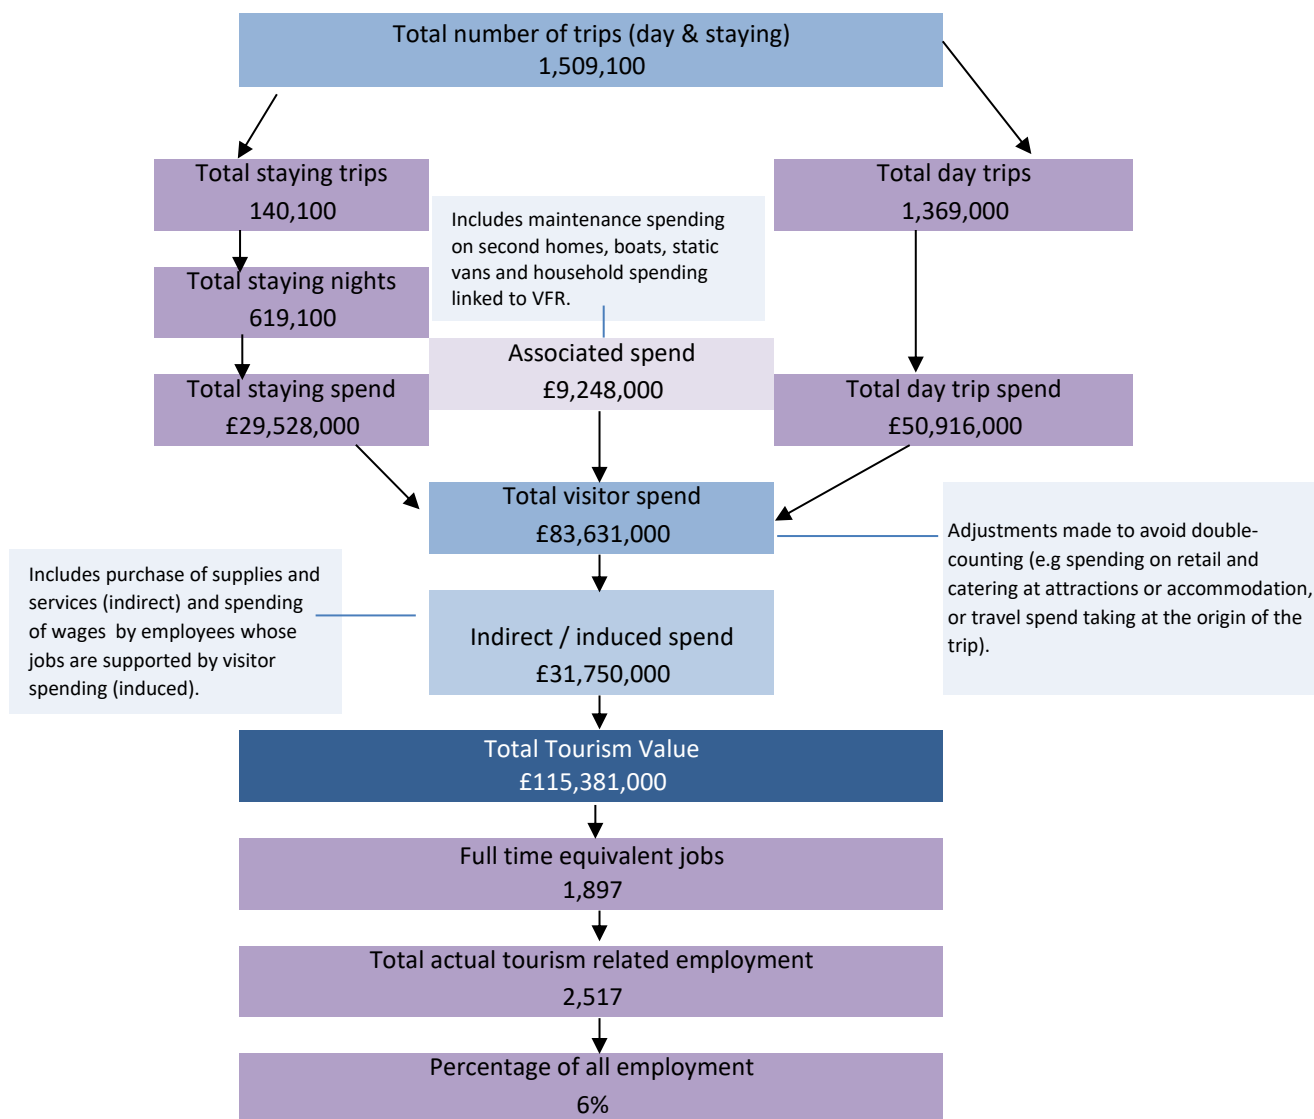 Total number of trips (day & staying)
1,509,100
Total staying trips
140,100
Total day trips
1,369,000
Includes maintenance spending
on second homes, boats, static
vans and household spending
linked to VFR.
Total staying nights
619,100
Associated spend
£9,248,000
Total staying spend
£29,528,000
Total day trip spend
£50,916,000
Total visitor spend
£83,631,000
Adjustments made to avoid double-
counting (e.g spending on retail and
catering at attractions or accommodation,
or travel spend taking at the origin of the
trip).
Includes purchase of supplies and
services (indirect) and spending
of wages by employees whose
jobs are supported by visitor
spending (induced).
Indirect / induced spend
£31,750,000
Total Tourism Value
£115,381,000
Full time equivalent jobs
1,897
Total actual tourism related employment
2,517
Percentage of all employment
6%